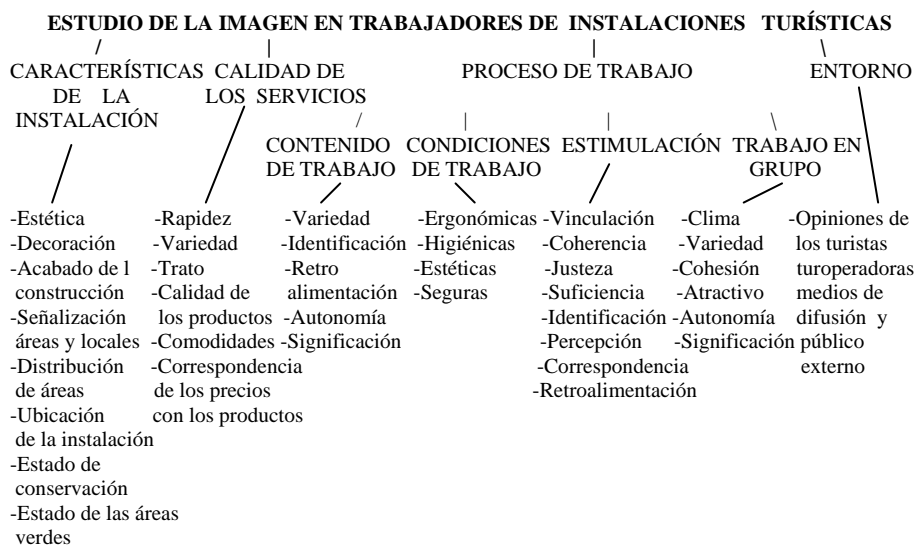 ESTUDIO DE LA IMAGEN EN TRABAJADORES DE INSTALACIONES TURÍSTICAS
CARACTERÍSTICAS
DE LA
INSTALACIÓN
CALIDAD DE
LOS SERVICIOS
PROCESO DE TRABAJO
ENTORNO
CONTENIDO
DE TRABAJO
CONDICIONES
DE TRABAJO
ESTIMULACIÓN
TRABAJO EN
GRUPO
-Estética
-Decoración
-Acabado de l
construcción
-Señalización
áreas y locales
-Distribución
de áreas
-Ubicación
de la instalación
-Estado de
conservación
-Estado de las áreas
verdes
-Rapidez
-Variedad
-Trato
-Calidad de
los productos
-Comodidades
-Correspondencia
de los precios
con los productos
-Variedad
-Identificación
-Retro
alimentación
-Autonomía
-Significación
-Ergonómicas
-Higiénicas
-Estéticas
-Seguras
-Vinculación
-Coherencia
-Justeza
-Suficiencia
-Identificación
-Percepción
-Correspondencia
-Retroalimentación
-Clima
-Variedad
-Cohesión
-Atractivo
-Autonomía
-Significación
-Opiniones de
los turistas
turoperadoras
medios de
difusión y
público
externo